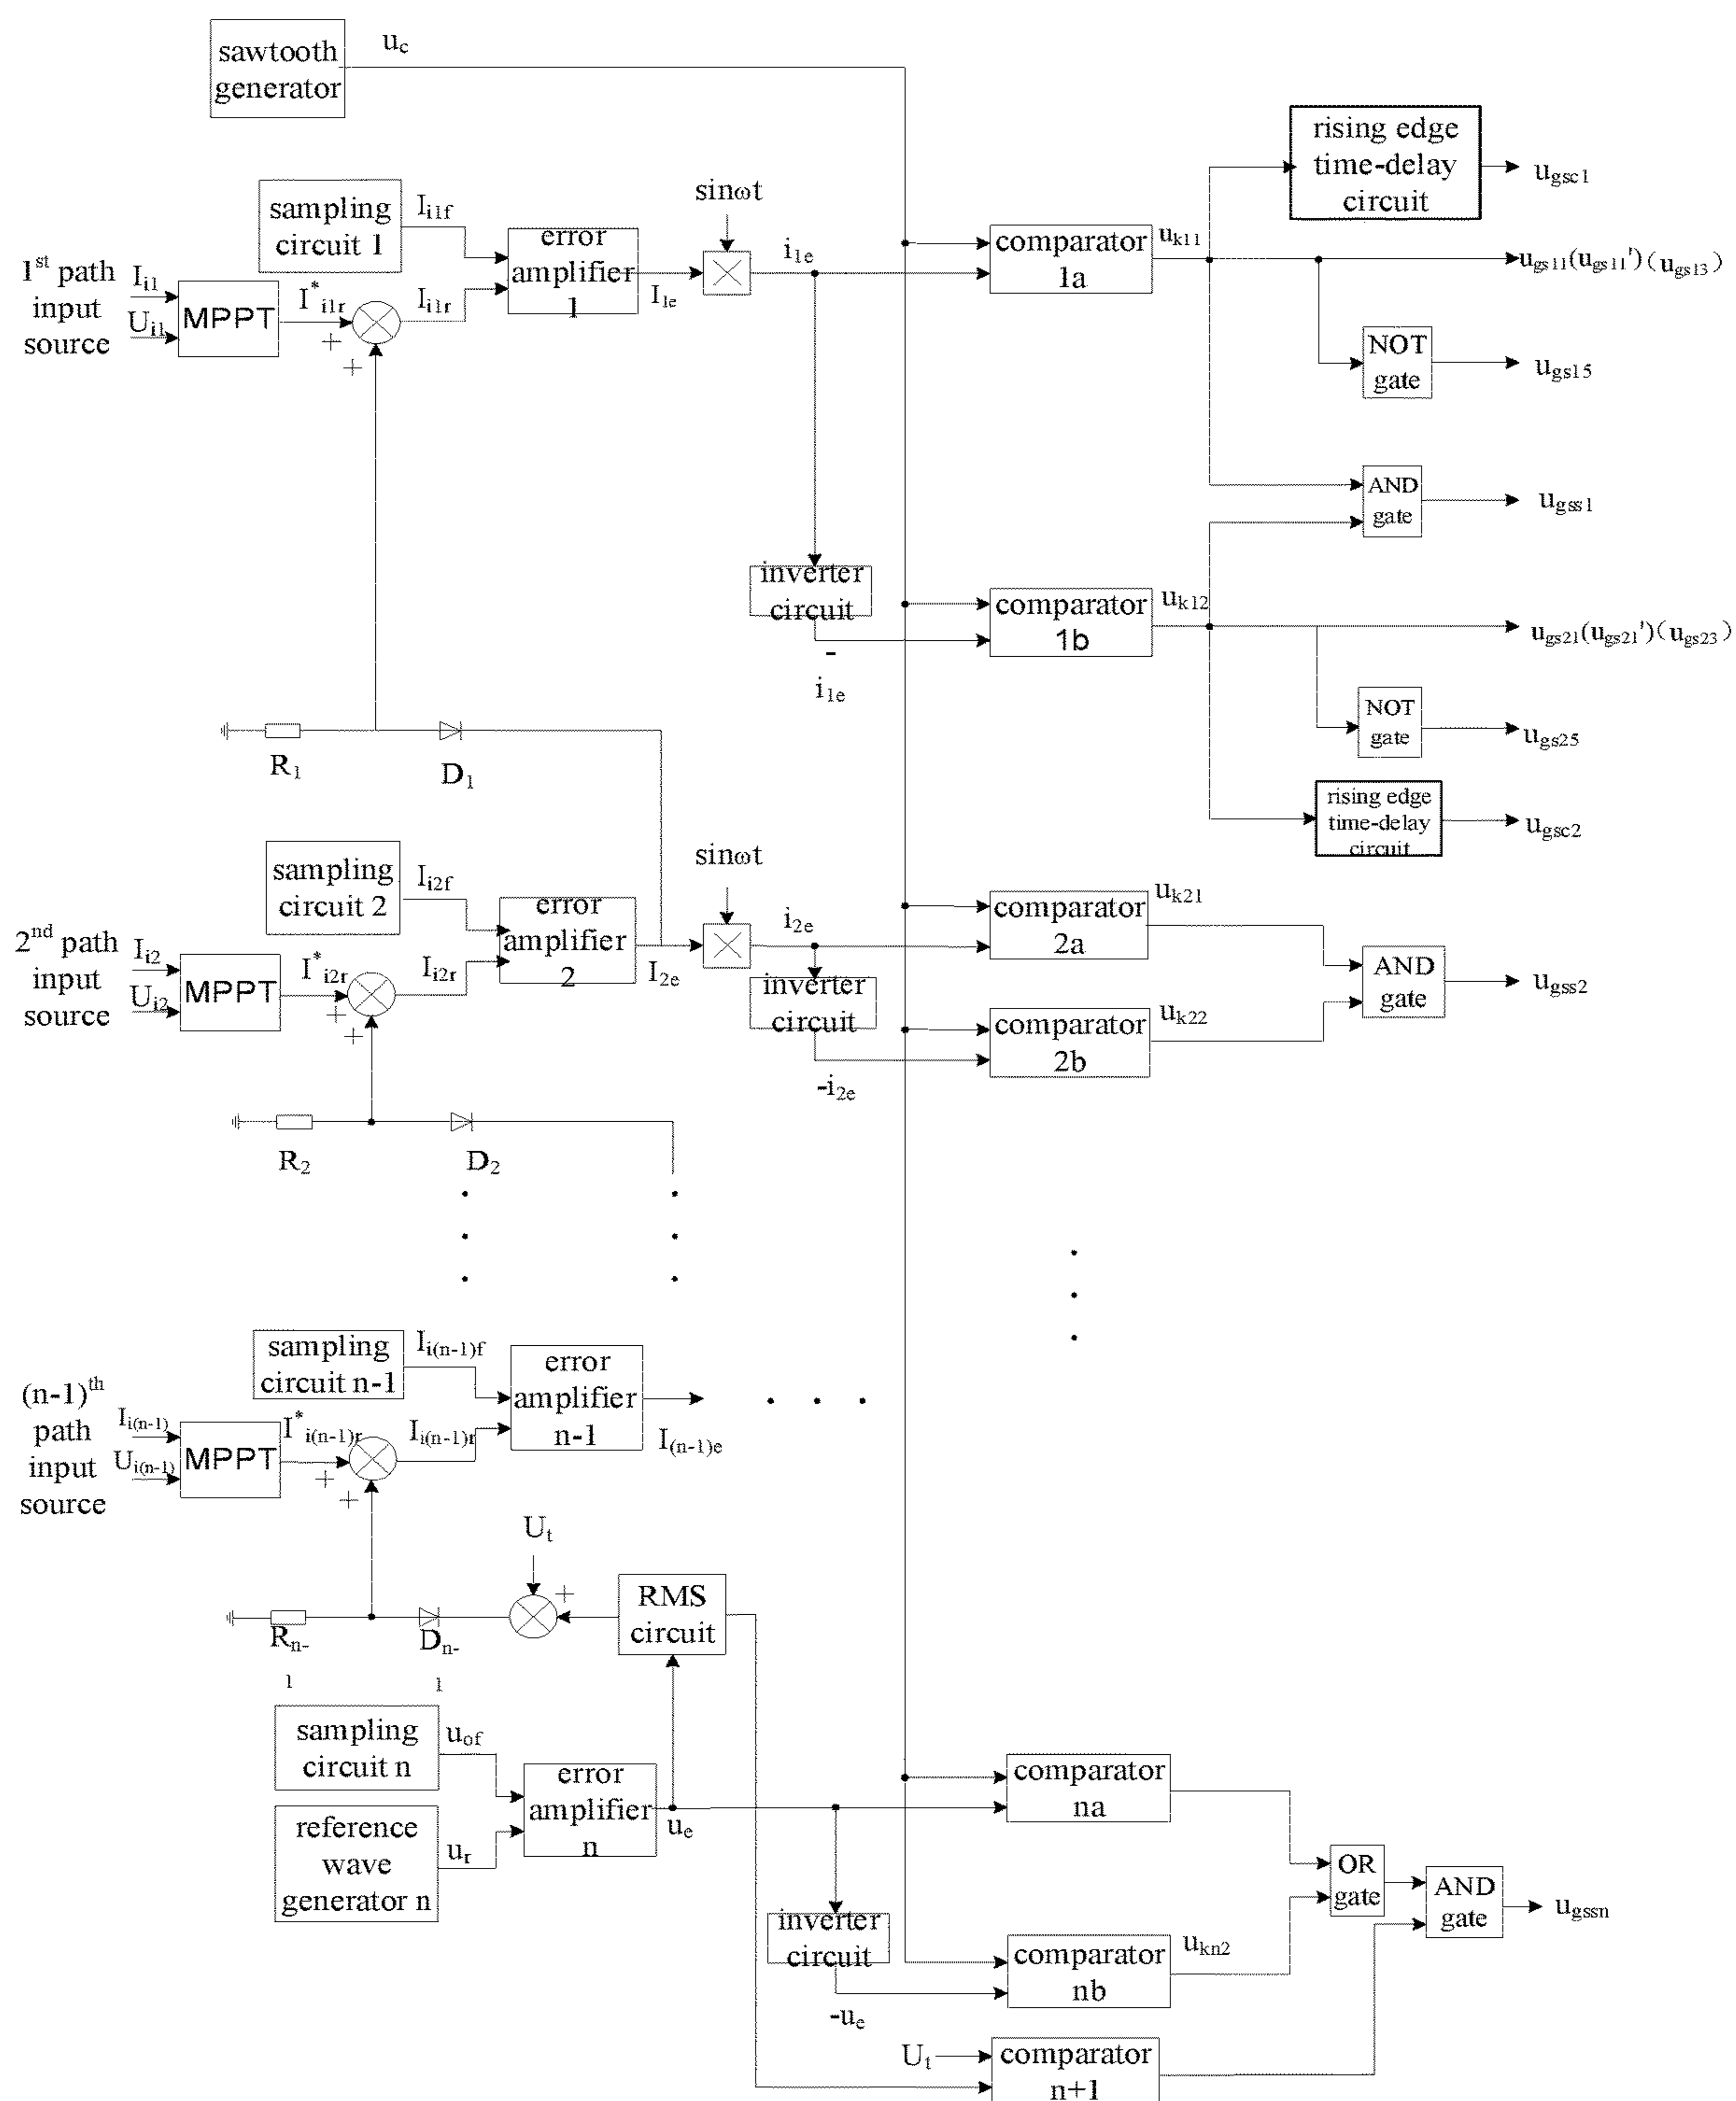 sawtooth
generator
u_c
rising edge
time-delay
circuit
u_gsc1
sampling
circuit 1
I_i1f
error
amplifier
1
sinωt
i_1e
I_1e
comparator
1a
u_k11
u_gs11(u_gs11')(u_gs13)
1st path
input
source
I_i1
U_i1
MPPT
I*_i1r
+
+
I_i1r
NOT
gate
u_gs15
AND
gate
u_gss1
inverter
circuit
-
i_1e
comparator
1b
u_k12
u_gs21(u_gs21')(u_gs23)
NOT
gate
u_gs25
R_1
D_1
rising edge
time-delay
circuit
u_gsc2
sampling
circuit 2
I_i2f
error
amplifier
2
sinωt
i_2e
I_2e
comparator
2a
u_k21
2nd path
input
source
I_i2
U_i2
MPPT
I*_i2r
+
+
I_i2r
inverter
circuit
-i_2e
comparator
2b
u_k22
AND
gate
u_gss2
R_2
D_2
sampling
circuit n-1
I_i(n-1)f
error
amplifier
n-1
I_(n-1)e
(n-1)th
path
input
source
I_i(n-1)
U_i(n-1)
MPPT
I*_i(n-1)r
+
+
I_i(n-1)r
U_t
+
RMS
circuit
R_n-
1
D_n-
1
sampling
circuit n
u_of
reference
wave
generator n
u_r
error
amplifier
n
u_e
comparator
na
inverter
circuit
-u_e
comparator
nb
u_kn2
OR
gate
AND
gate
u_gssn
U_t
comparator
n+1